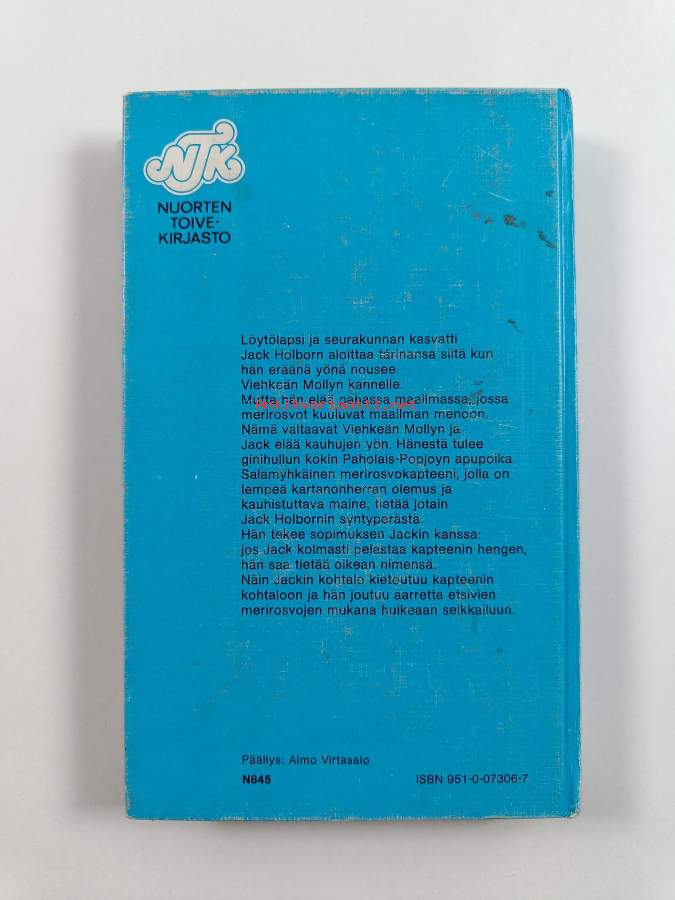 NTK
NUORTEN
TOIVE-
KIRJASTO
Löytölapsi ja seurakunnan kasvatti
Jack Holborn aloittaa tarinansa siitä kun
hän eräänä yönä nousee
Viehkeän Mollyn kannelle.
Mutta hän elää pahassa maailmassa, jossa
merirosvot kuuluvat maailman menoon.
Nämä valtaavat Viehkeän Mollyn ja
Jack elää kauhujen yön. Hänestä tulee
ginihullun kokin Paholais-Popjoyn apupoika.
Salamyhkäinen merirosvokapteeni, jolla on
lempeä kartanonherran olemus ja
kauhistuttava maine, tietää jotain
Jack Holbornin syntyperästä.
Hän tekee sopimuksen Jackin kanssa:
jos Jack kolmasti pelastaa kapteenin hengen,
hän saa tietää oikean nimensä.
Näin Jackin kohtalo kietoutuu kapteenin
kohtaloon ja hän joutuu aarretta etsivien
merirosvojen mukana hulkeaan seikkailuun.
Päällys: Aimo Virtasalo
N845 ISBN 951-0-07306-7